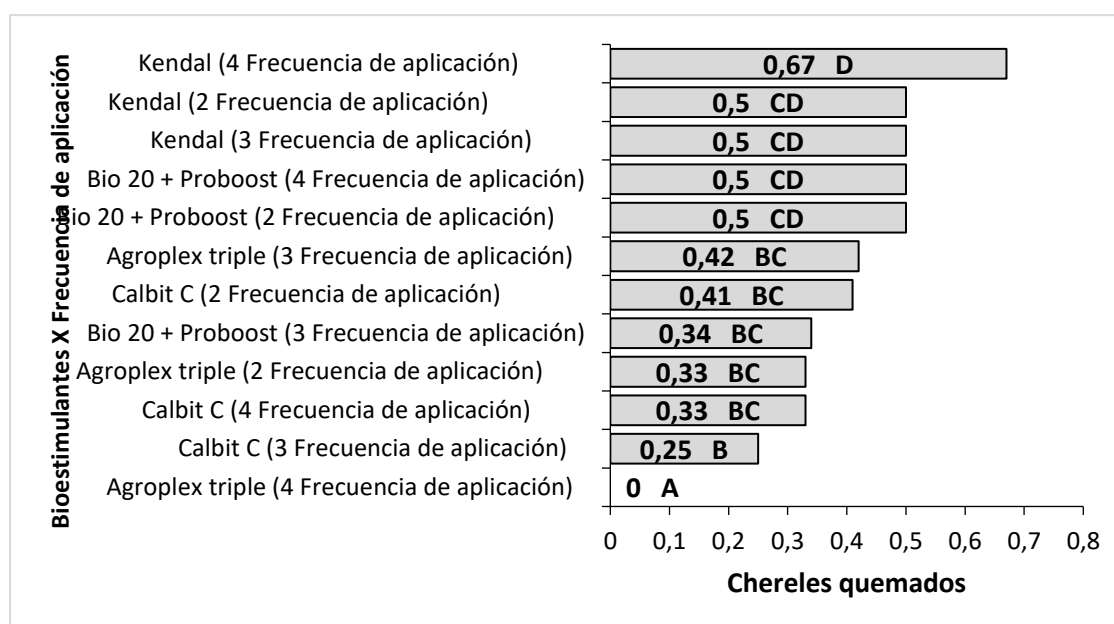 Bioestimulantes X Frecuencia de aplicación
Kendal (4 Frecuencia de aplicación)
0,67 D
Kendal (2 Frecuencia de aplicación)
0,5 CD
Kendal (3 Frecuencia de aplicación)
0,5 CD
Bio 20 + Proboost (4 Frecuencia de aplicación)
0,5 CD
Bio 20 + Proboost (2 Frecuencia de aplicación)
0,5 CD
Agroplex triple (3 Frecuencia de aplicación)
0,42 BC
Calbit C (2 Frecuencia de aplicación)
0,41 BC
Bio 20 + Proboost (3 Frecuencia de aplicación)
0,34 BC
Agroplex triple (2 Frecuencia de aplicación)
0,33 BC
Calbit C (4 Frecuencia de aplicación)
0,33 BC
Calbit C (3 Frecuencia de aplicación)
0,25 B
Agroplex triple (4 Frecuencia de aplicación)
0 A
0 0,1 0,2 0,3 0,4 0,5 0,6 0,7 0,8
Chereles quemados